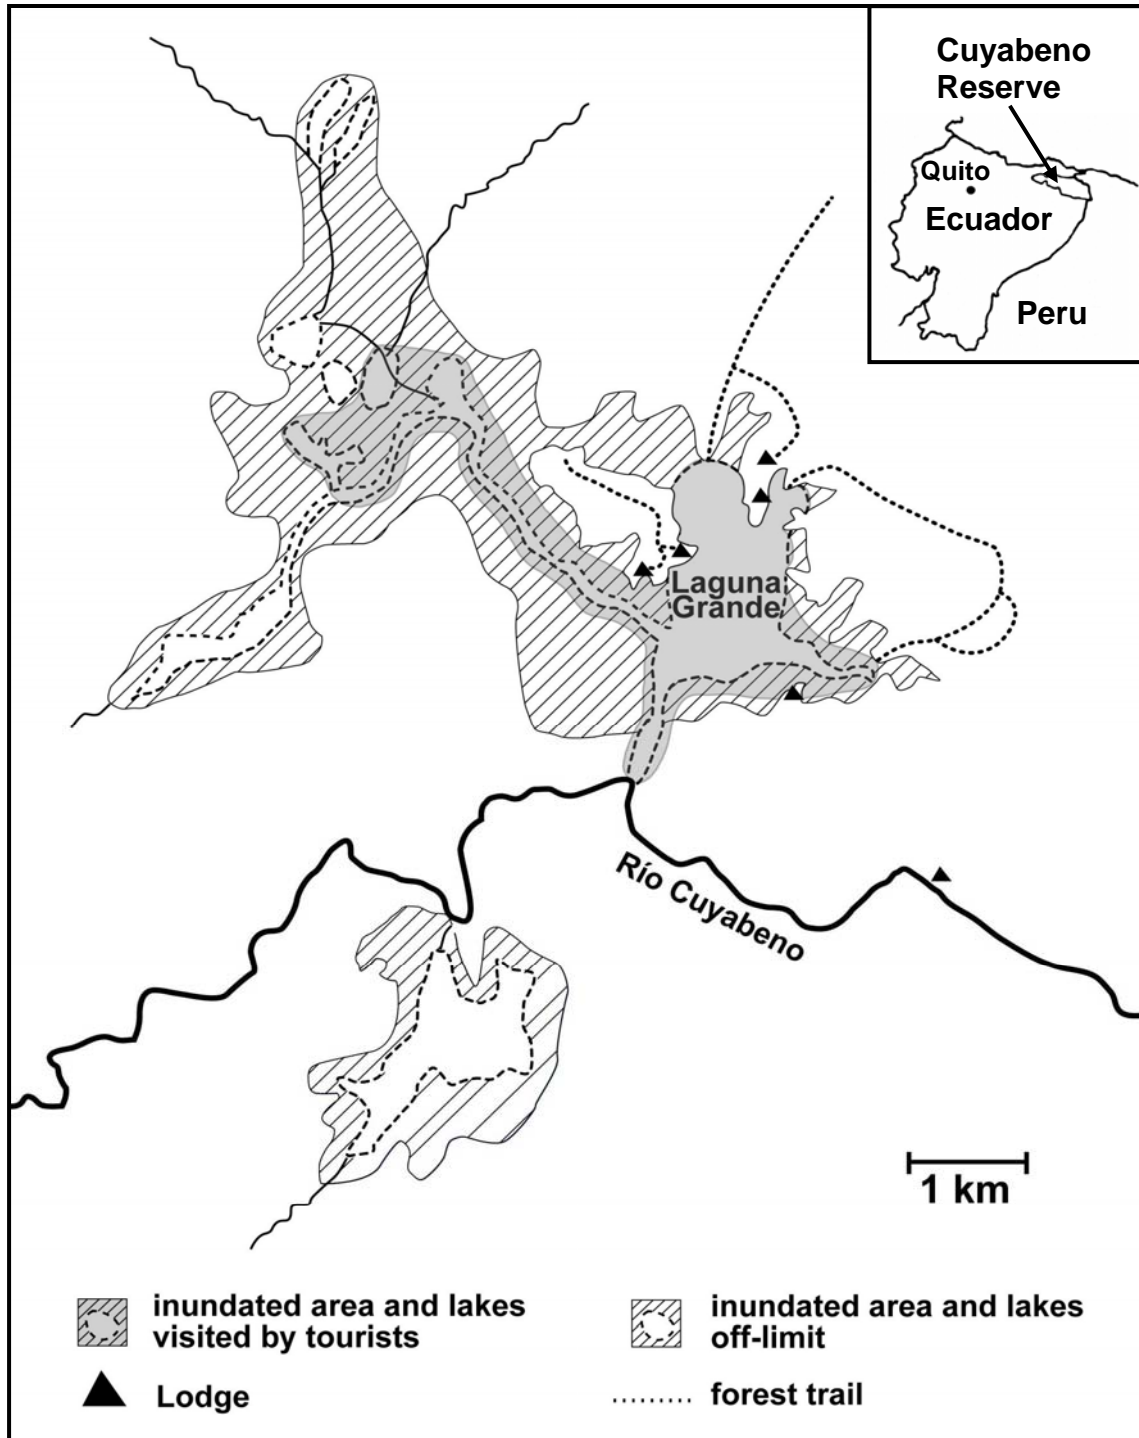 Cuyabeno
Reserve
Quito
Ecuador
Peru
Laguna
Grande
Río Cuyabeno
1 km
inundated area and lakes
visited by tourists
inundated area and lakes
off-limit
Lodge
forest trail